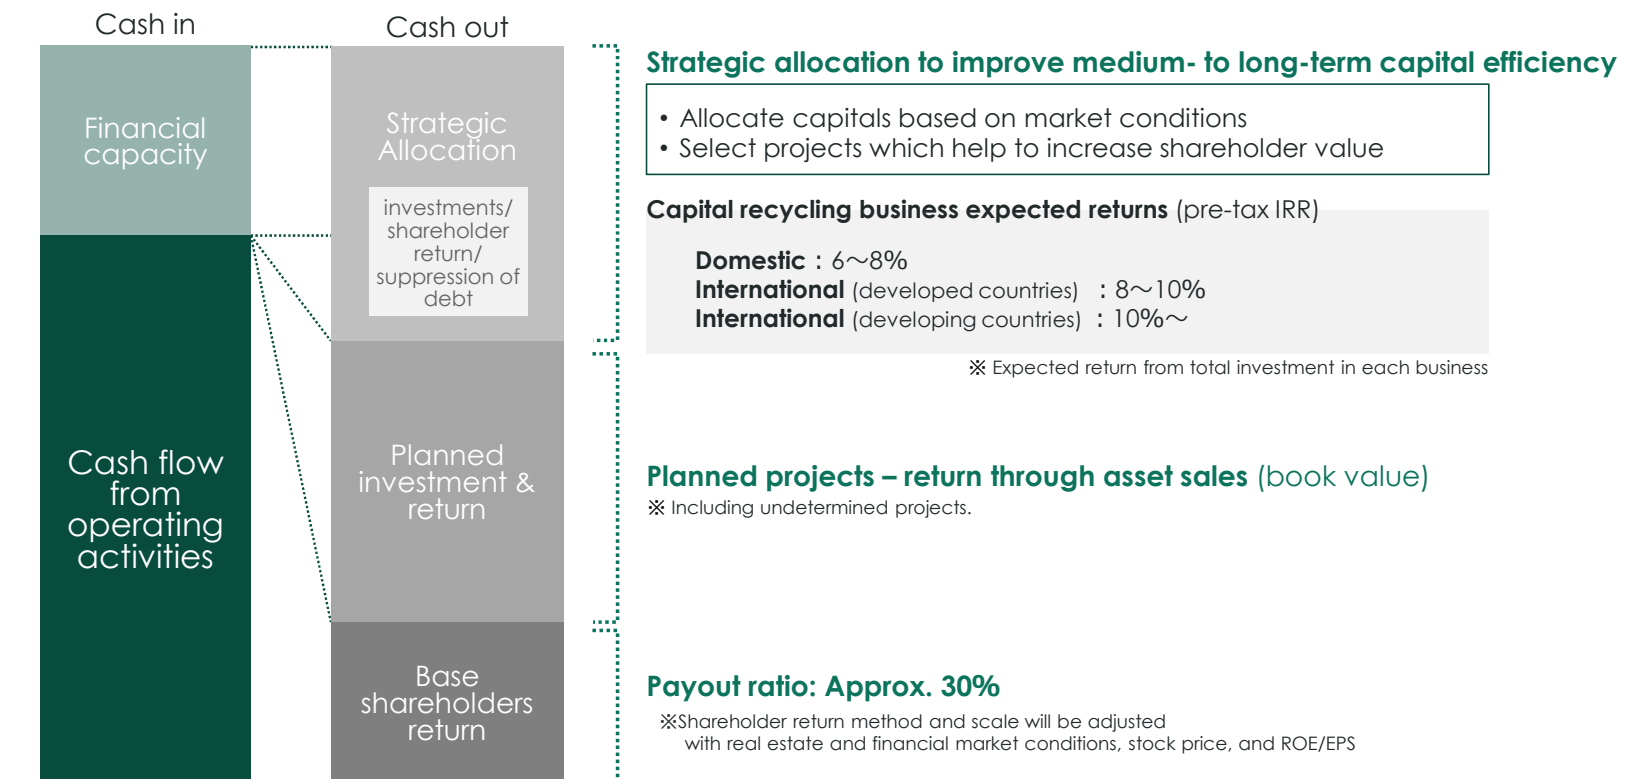 Cash in
Cash out
Financial
capacity
Cash flow
from
operating
activities
Strategic
Allocation
investments/
shareholder
return/
suppression of
debt
Planned
investment &
return
Base
shareholders
return
Strategic allocation to improve medium- to long-term capital efficiency
• Allocate capitals based on market conditions
• Select projects which help to increase shareholder value
Capital recycling business expected returns (pre-tax IRR)
Domestic：6～8%
International (developed countries) ：8～10%
International (developing countries) ：10%～
※ Expected return from total investment in each business
Planned projects – return through asset sales (book value)
※ Including undetermined projects.
Payout ratio: Approx. 30%
※Shareholder return method and scale will be adjusted
with real estate and financial market conditions, stock price, and ROE/EPS